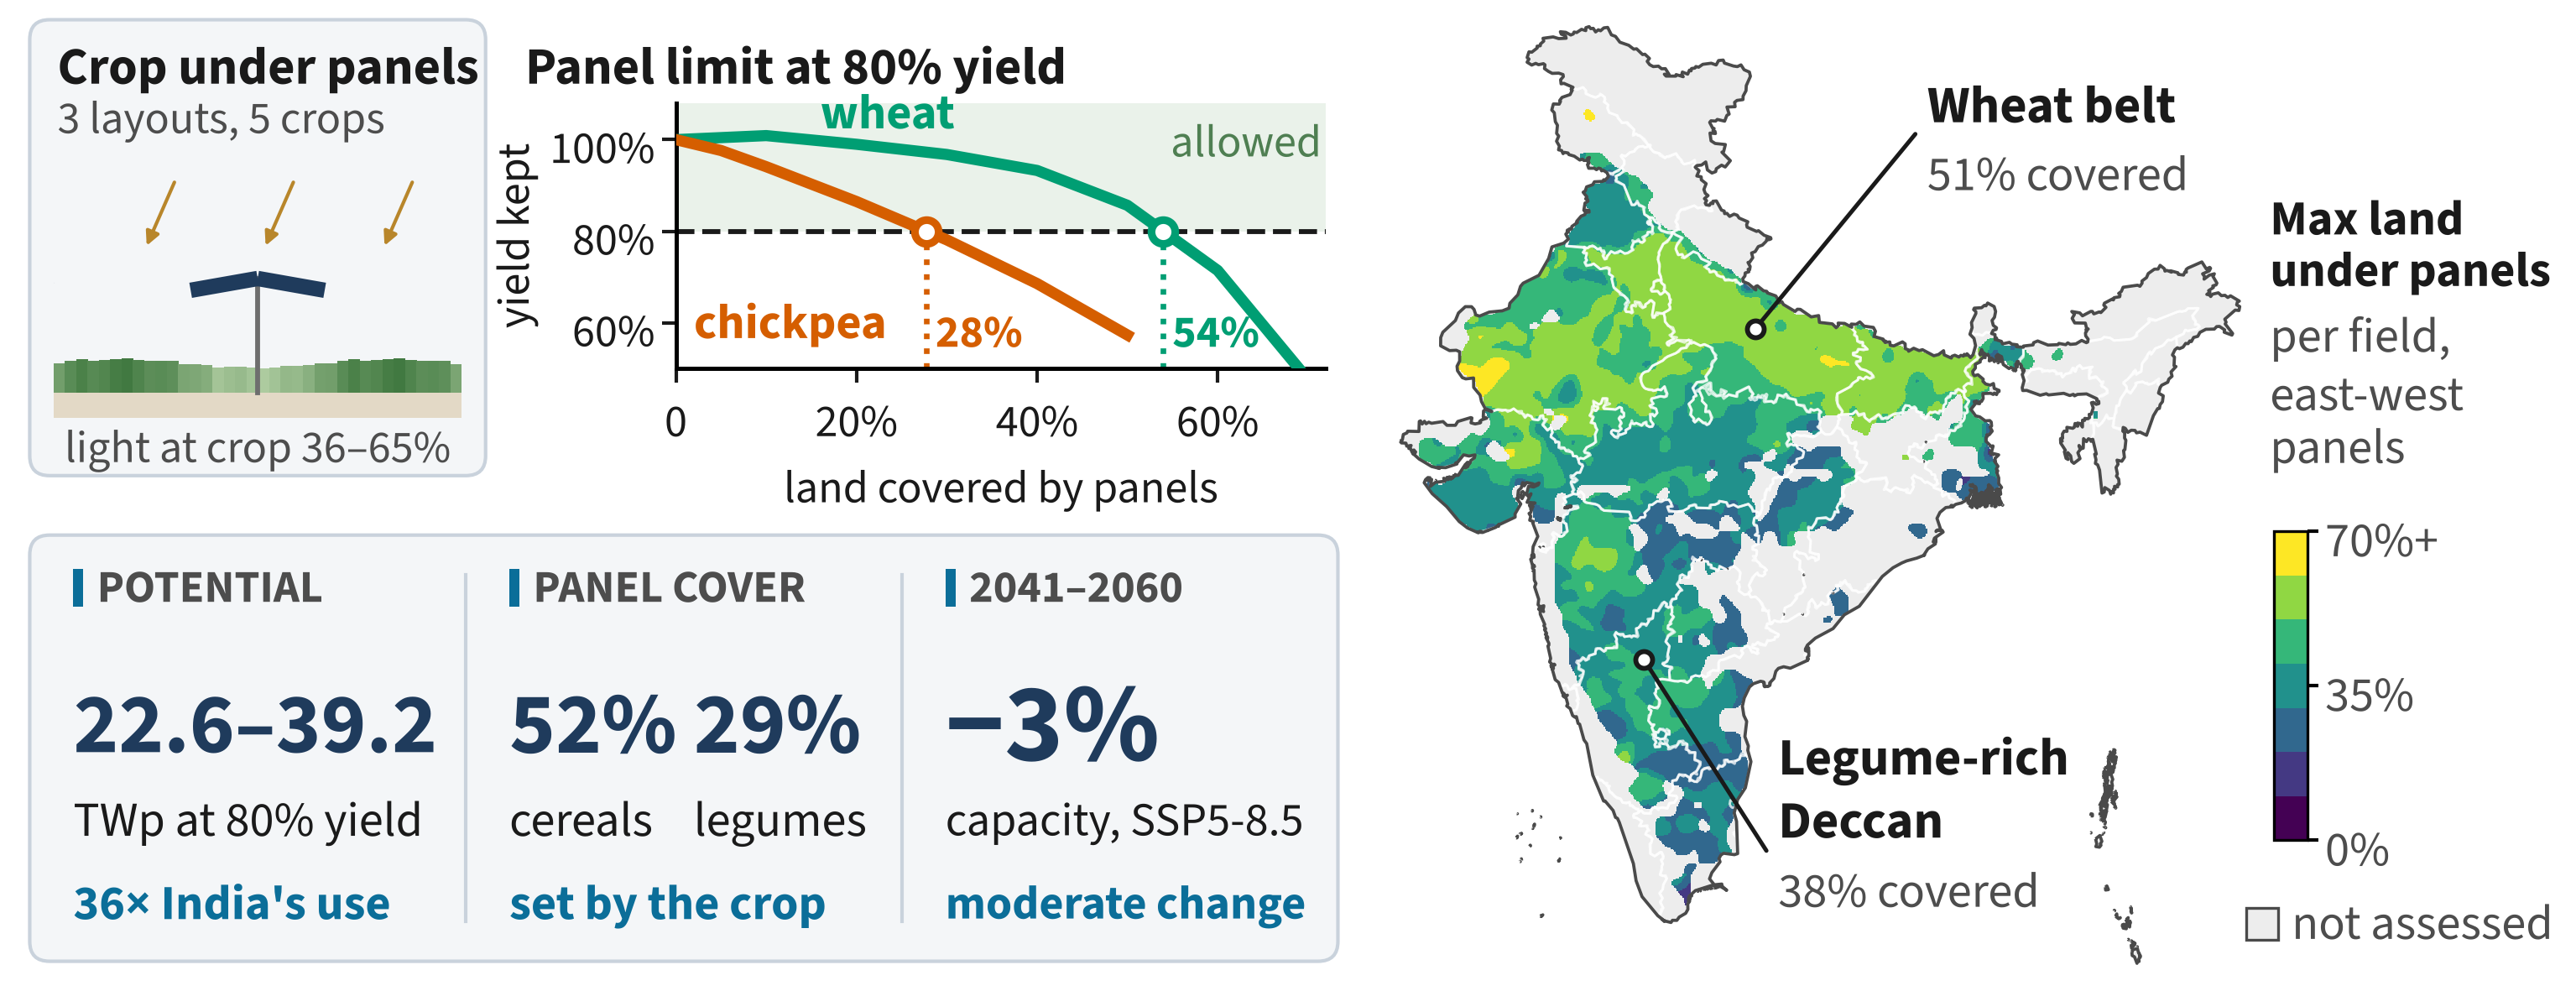 Crop under panels
3 layouts, 5 crops
light at crop 36–65%
Panel limit at 80% yield
wheat
allowed
100%
80%
60%
yield kept
chickpea
28%
54%
0
20%
40%
60%
land covered by panels
POTENTIAL
22.6–39.2
TWp at 80% yield
36× India's use
PANEL COVER
52% 29%
cereals legumes
set by the crop
2041–2060
−3%
capacity, SSP5-8.5
moderate change
Wheat belt
51% covered
Legume-rich
Deccan
38% covered
Max land
under panels
per field,
east-west
panels
70%+
35%
0%
not assessed